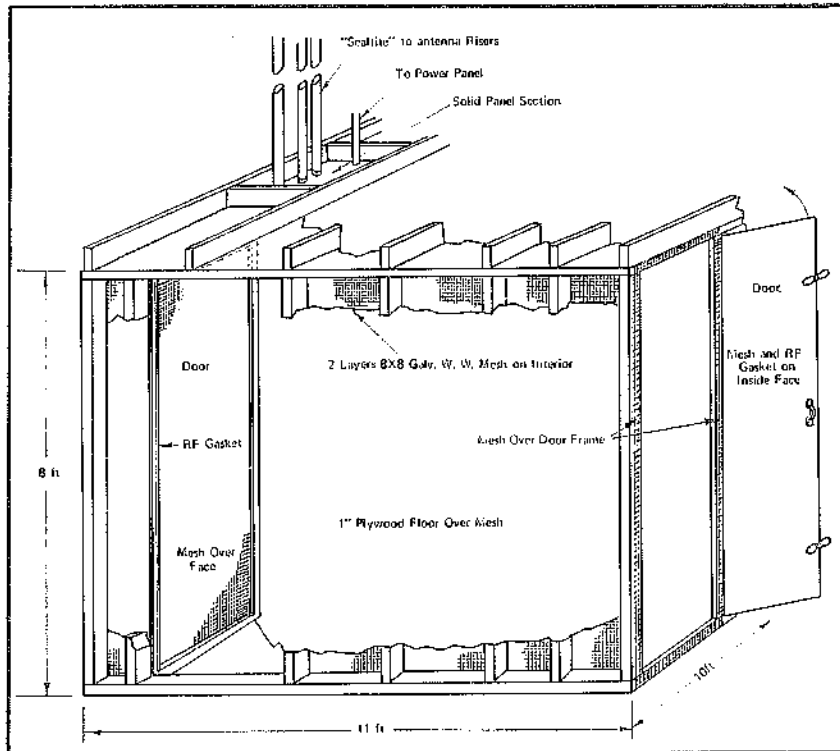 "Sealtite" to antenna Risers
To Power Panel
Solid Panel Section
Door
Door
Mesh and RF
Gasket on
Inside Face
2 Layers 8X8 Galv. W. W. Mesh on Interior
Mesh Over Door Frame
RF Gasket
8 ft
1" Plywood Floor Over Mesh
Mesh Over
Face
10ft
11 ft